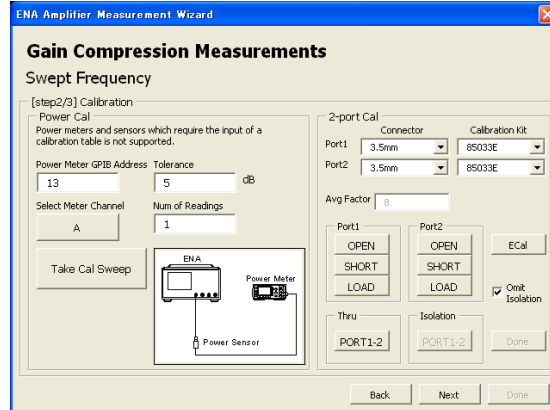 ENA Amplifier Measurement Wizard
Gain Compression Measurements
Swept Frequency
[step2/3] Calibration
Power Cal
Power meters and sensors which require the input of a
calibration table is not supported.
Power Meter GPIB Address
Tolerance
13
5
dB
Select Meter Channel
Num of Readings
A
1
Take Cal Sweep
ENA
Power Meter
Power Sensor
2-port Cal
Connector
Calibration Kit
Port1
3.5mm
85033E
Port2
3.5mm
85033E
Avg Factor
8
Port1
Port2
OPEN
OPEN
ECal
SHORT
SHORT
LOAD
LOAD
Omit
Isolation
Thru
Isolation
PORT1-2
PORT1-2
Done
Back
Next
Done